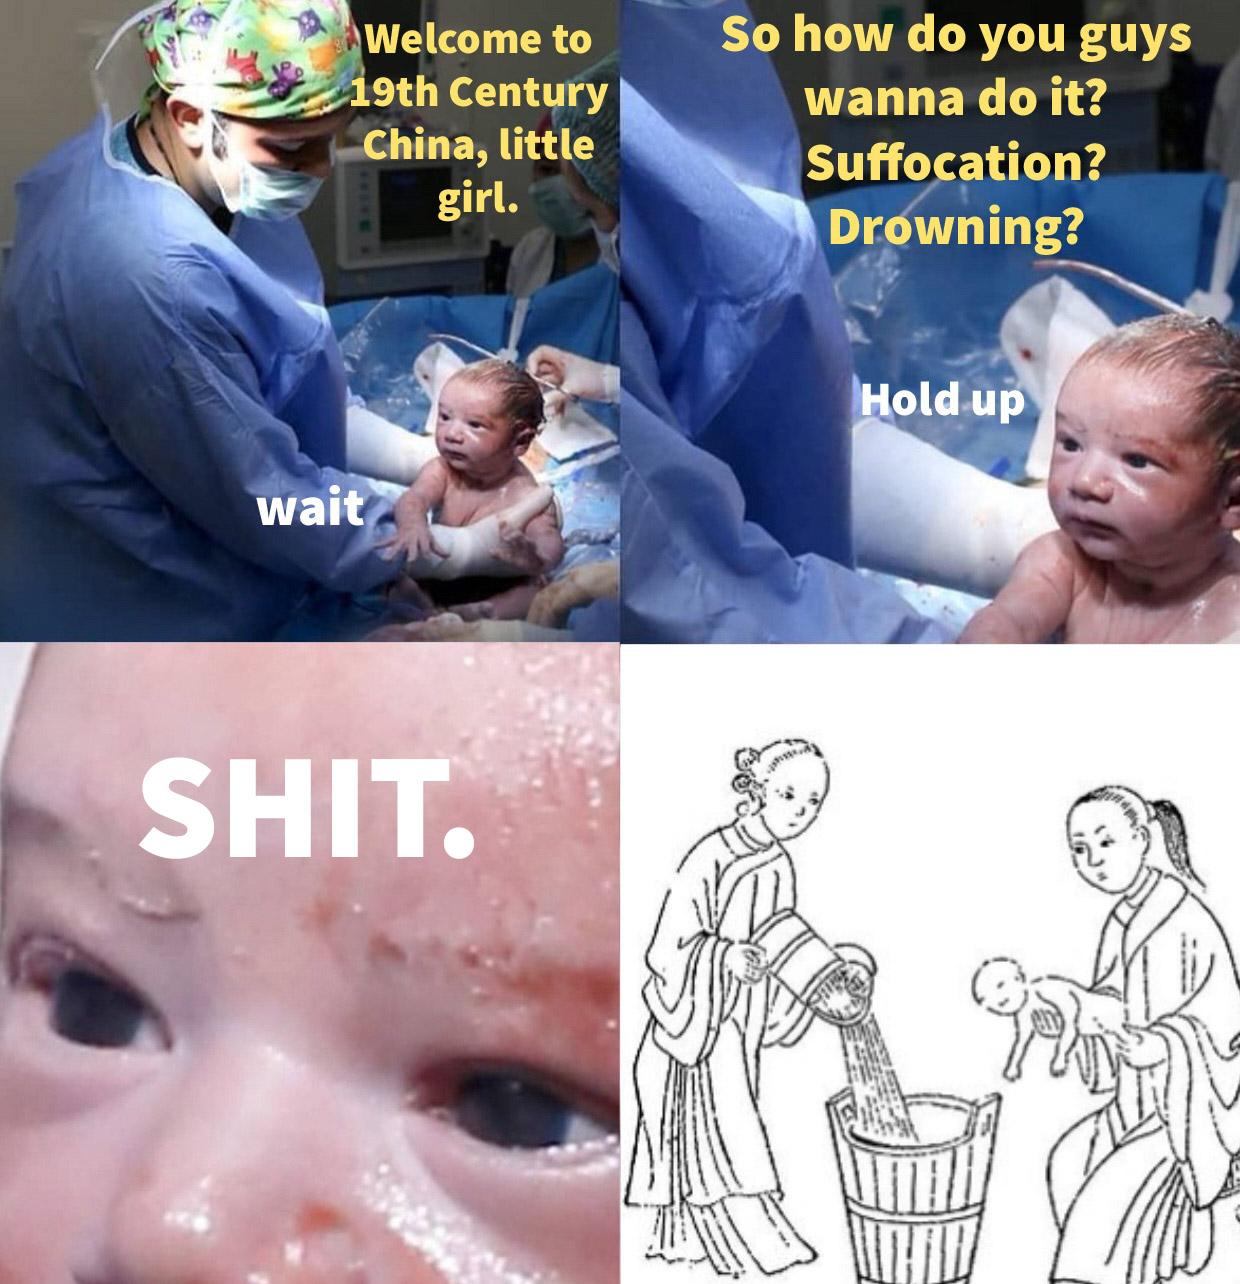 Welcome to
19th Century
China, little
girl.
wait
So how do you guys
wanna do it?
Suffocation?
Drowning?
Hold up
SHIT.